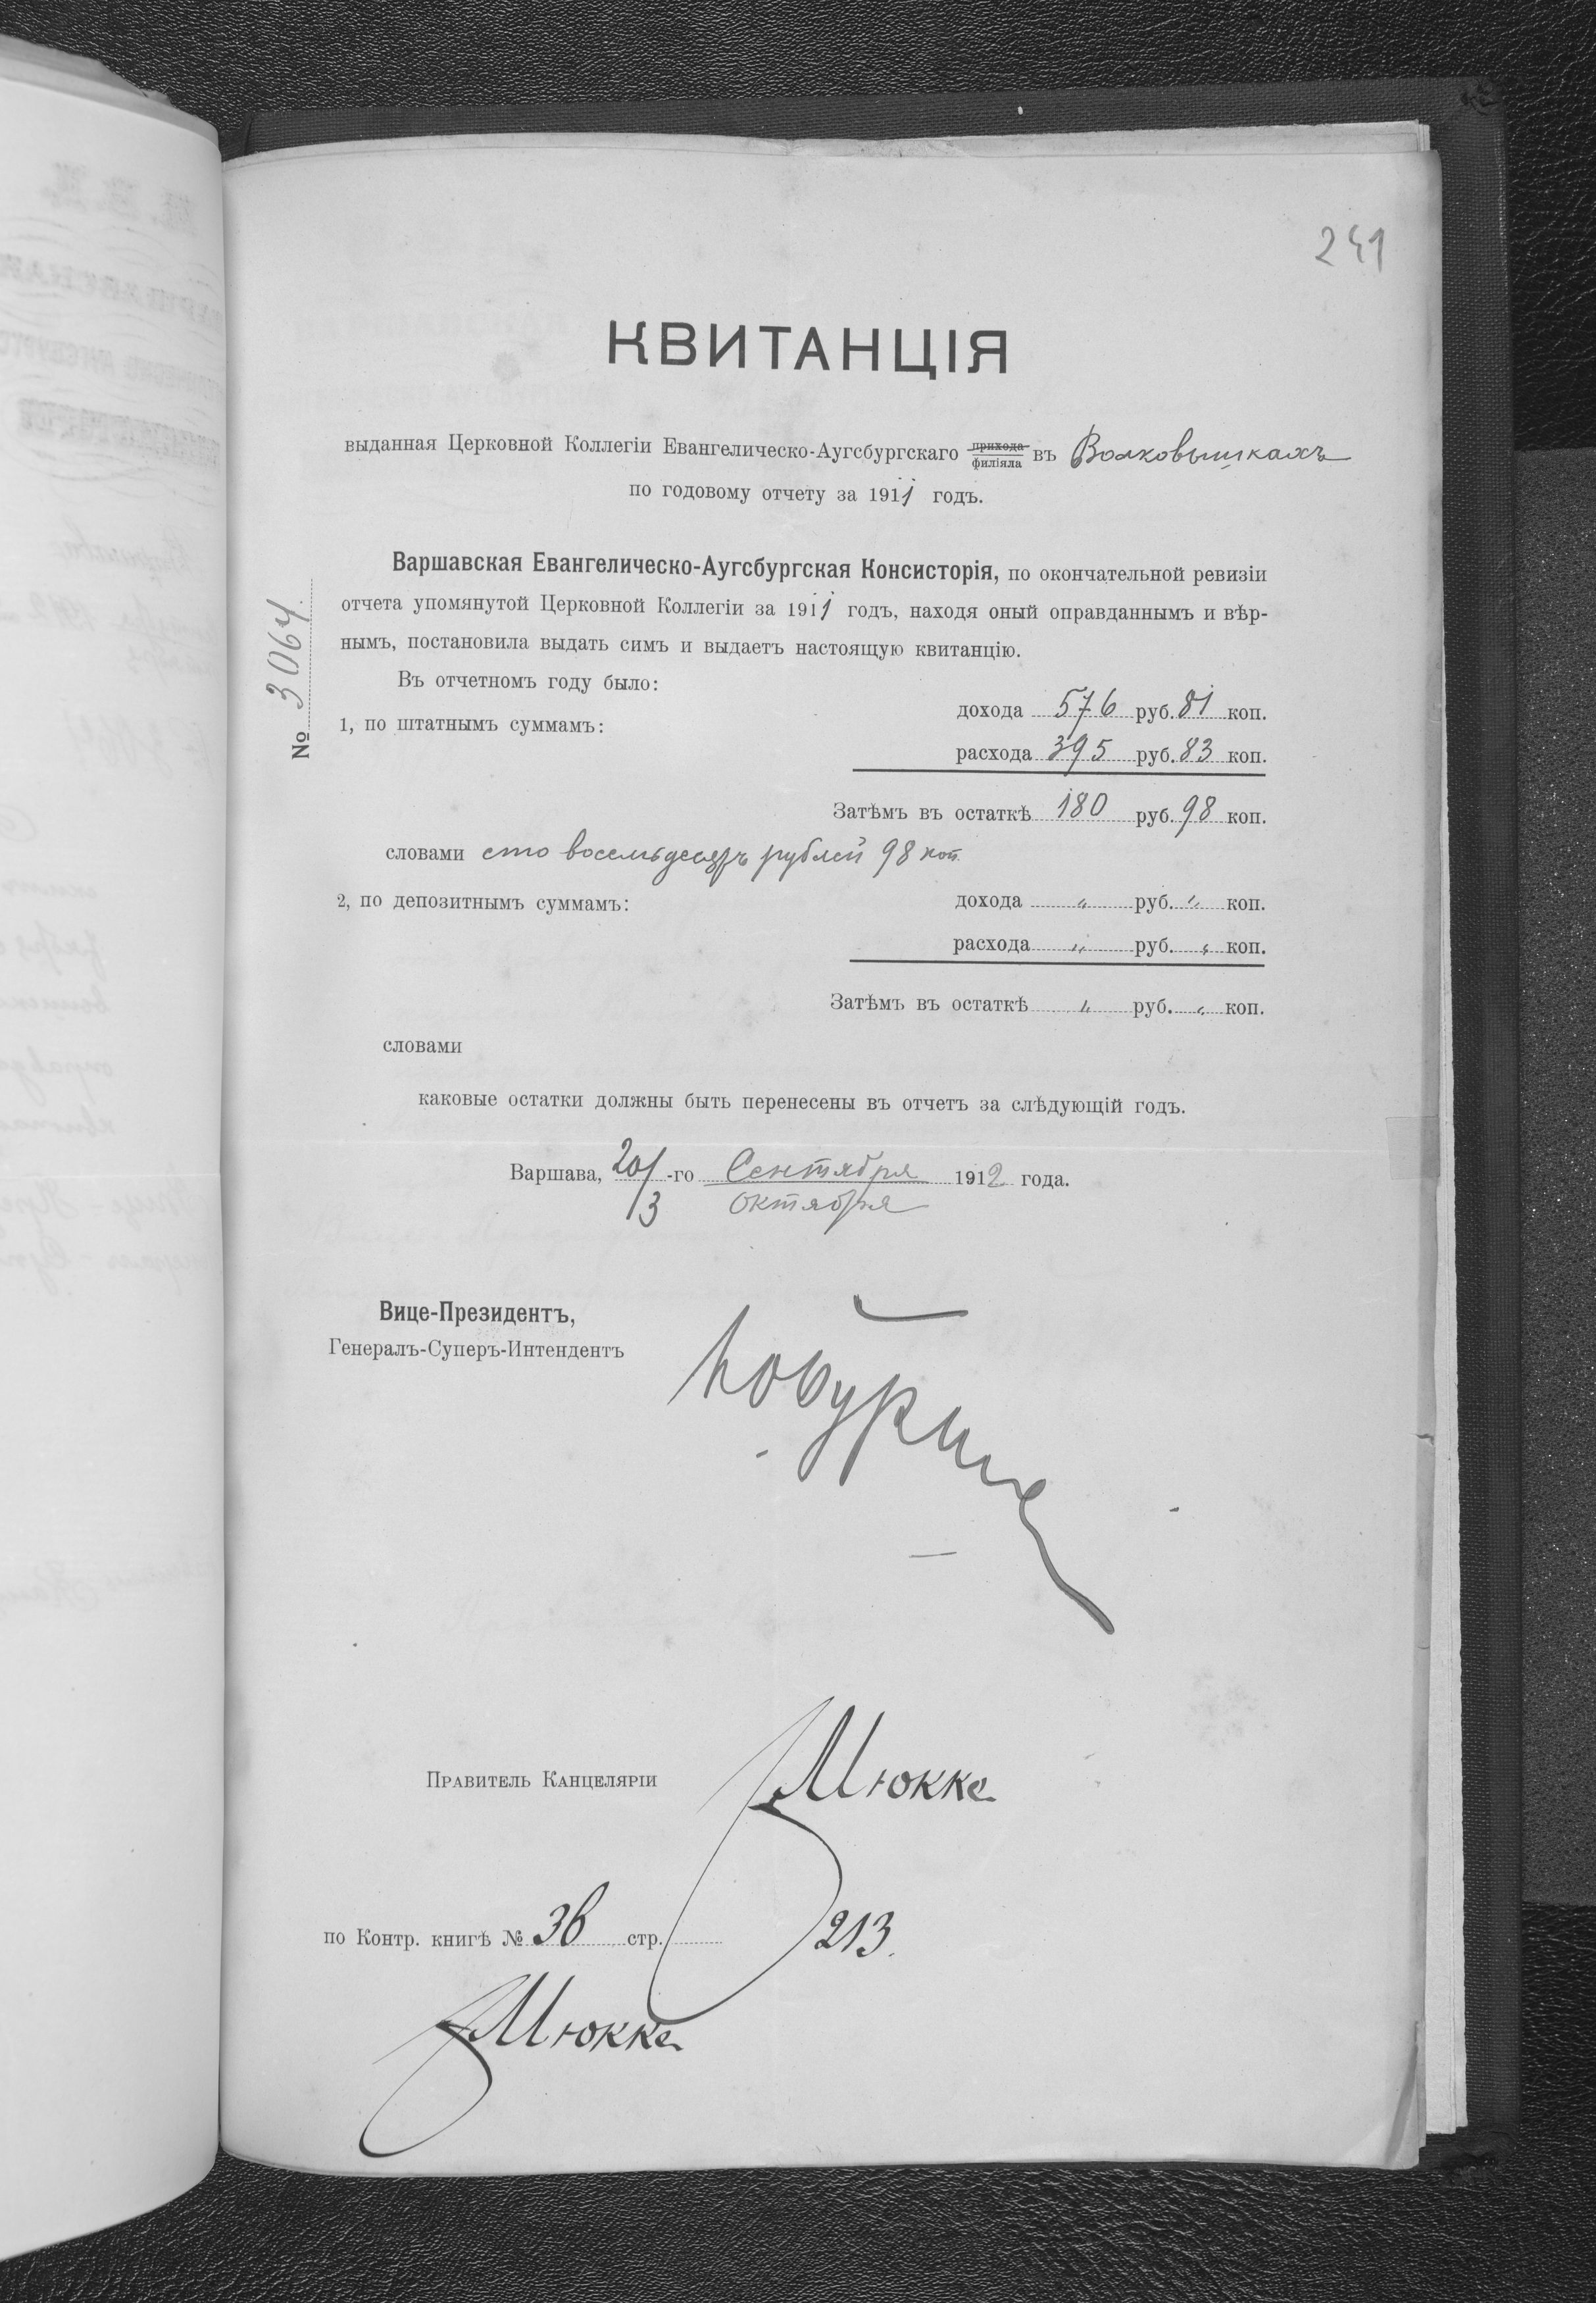 241
КВИТАНЦІЯ
выданная Церковной Коллегіи Евангелическо-Аугсбургскаго прихода филіяла въ Волковышкахъ
по годовому отчету за 1911 годъ.
Варшавская Евангелическо-Аугсбургская Консисторія, по окончательной ревизіи
отчета упомянутой Церковной Коллегіи за 1911 годъ, находя оный оправданнымъ и вѣр-
нымъ, постановила выдать симъ и выдаетъ настоящую квитанцію.
№ 3064.
Въ отчетномъ году было:
1, по штатнымъ суммамъ: дохода 576 руб. 81 коп.
расхода 395 руб. 83 коп.
Затѣмъ въ остаткѣ 180 руб. 98 коп.
словами сто восемьдесятъ рублей 98 коп.
2, по депозитнымъ суммамъ: дохода „ руб. „ коп.
расхода „ руб. „ коп.
Затѣмъ въ остаткѣ „ руб. „ коп.
словами
каковые остатки должны быть перенесены въ отчетъ за слѣдующій годъ.
Варшава, 20/-го Сентября 1912 года.
/3 Октября
Вице-Президентъ,
Генералъ-Суперъ-Интендентъ
Правитель Канцеляріи Мюкке
по Контр. книгѣ № 36 стр. 213.
Мюкке